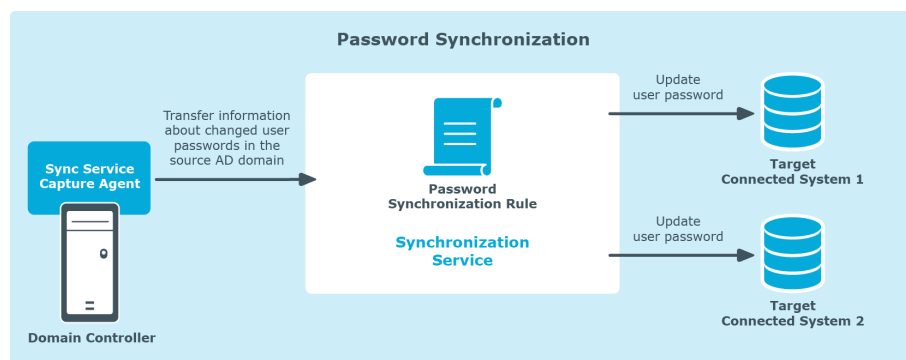 Password Synchronization
Transfer information
about changed user
passwords in the
source AD domain
Sync Service
Capture Agent
Domain Controller
Password
Synchronization Rule
Synchronization
Service
Update
user password
Target
Connected System 1
Update
user password
Target
Connected System 2